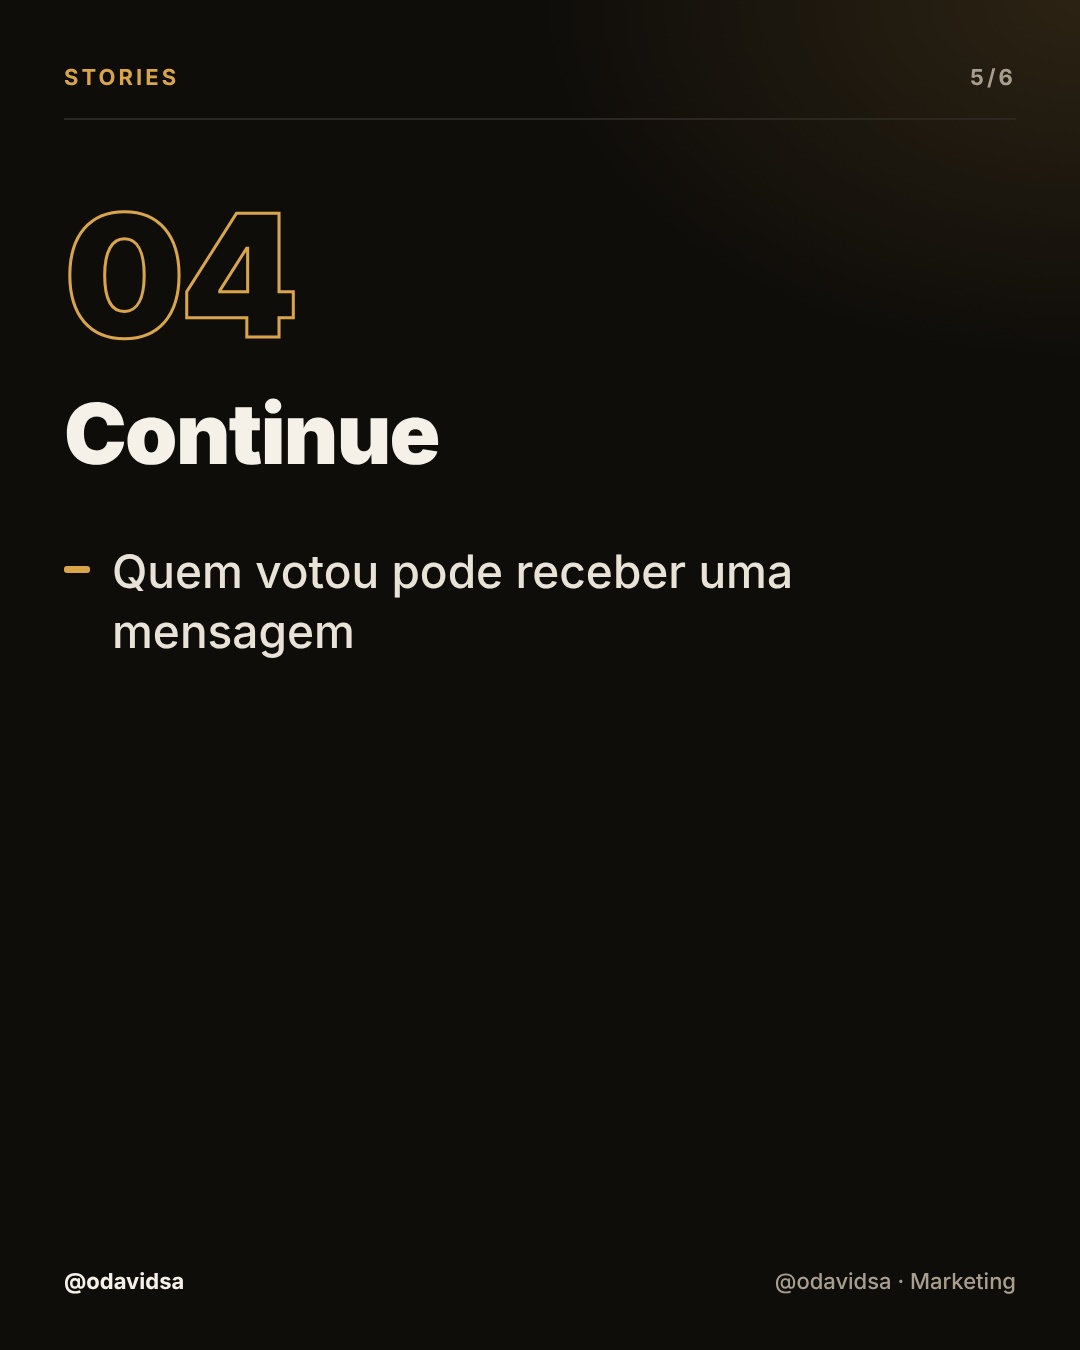 STORIES
5/6
04
Continue
Quem votou pode receber uma
mensagem
@odavidsa
@odavidsa · Marketing